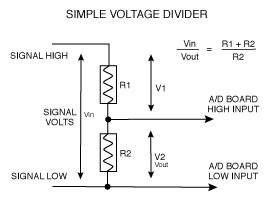 SIMPLE VOLTAGE DIVIDER
SIGNAL HIGH
Vin / Vout = R1 + R2 / R2
R1
V1
SIGNAL
VOLTS
Vin
A/D BOARD
HIGH INPUT
R2
V2
Vout
SIGNAL LOW
A/D BOARD
LOW INPUT